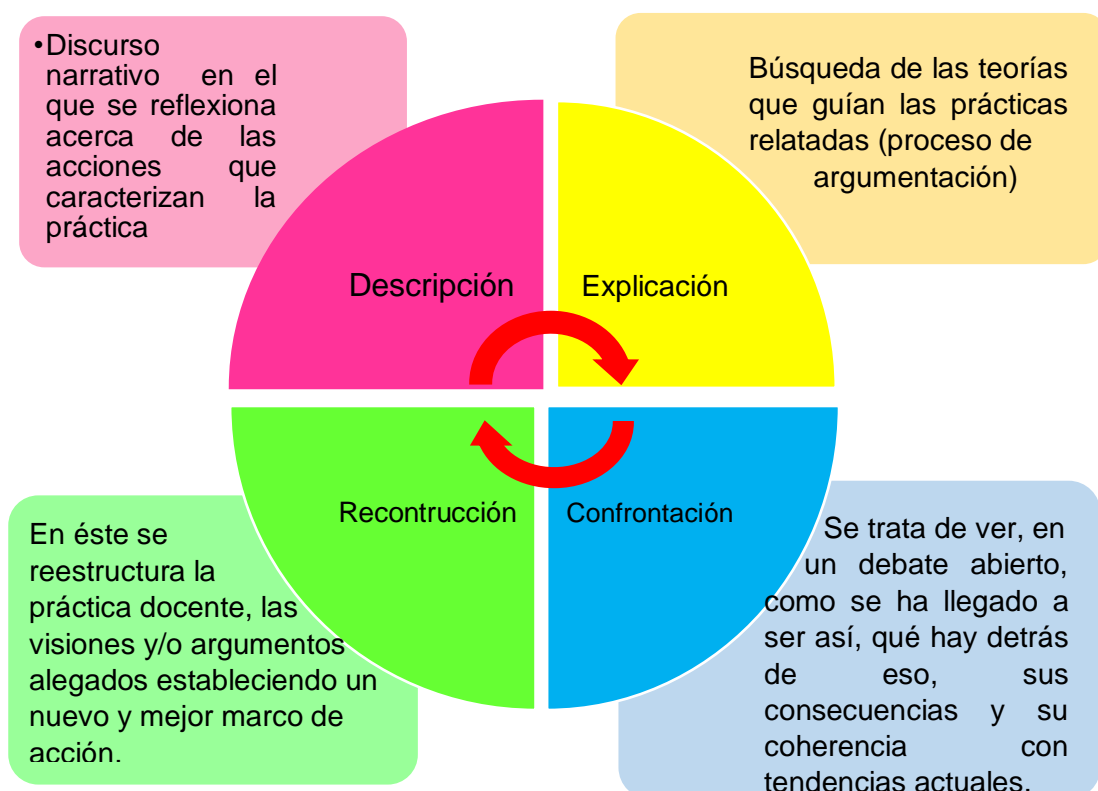 •Discurso
narrativo en el
que se reflexiona
acerca de las
acciones que
caracterizan la
práctica
Búsqueda de las teorías
que guían las prácticas
relatadas (proceso de
argumentación)
Descripción
Explicación
Recontrucción
Confrontación
En éste se
reestructura la
práctica docente, las
visiones y/o argumentos
alegados estableciendo un
nuevo y mejor marco de
acción.
Se trata de ver, en
un debate abierto,
como se ha llegado a
ser así, qué hay detrás
de eso, sus
consecuencias y su
coherencia con
tendencias actuales.